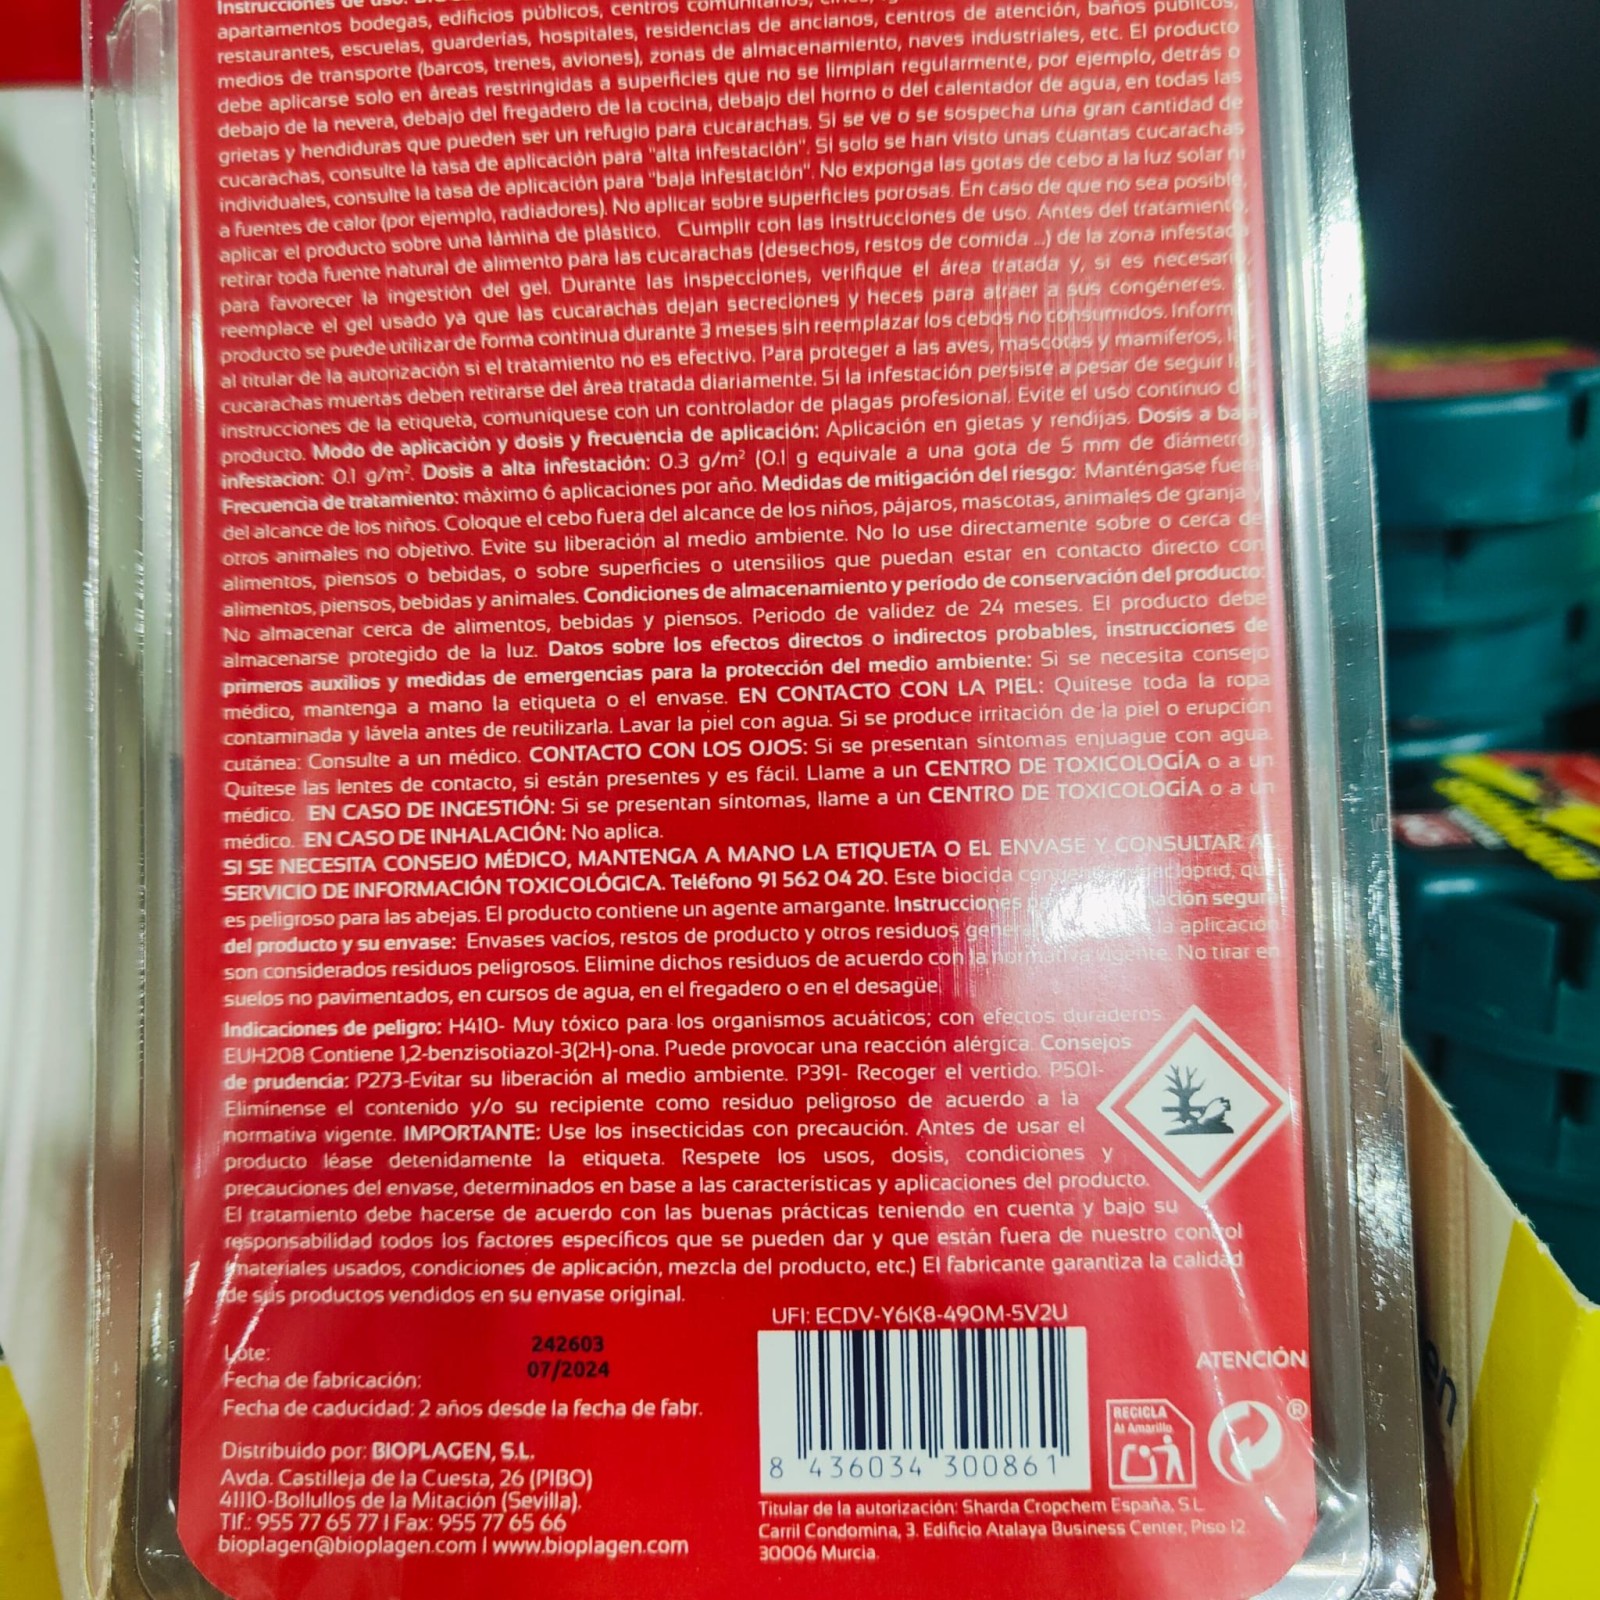 Instrucciones de uso:
apartamentos bodegas, edificios públicos, centros comunitarios, cines,
restaurantes, escuelas, guarderías, hospitales, residencias de ancianos, centros de atención, baños públicos,
medios de transporte (barcos, trenes, aviones), zonas de almacenamiento, naves industriales, etc. El producto
debe aplicarse solo en áreas restringidas a superficies que no se limpian regularmente, por ejemplo, detrás o
debajo de la nevera, debajo del fregadero de la cocina, debajo del horno o del calentador de agua, en todas las
grietas y hendiduras que pueden ser un refugio para cucarachas. Si se ve o se sospecha una gran cantidad de
cucarachas, consulte la tasa de aplicación para "alta infestación". Si solo se han visto unas cuantas cucarachas
individuales, consulte la tasa de aplicación para "baja infestación". No exponga las gotas de cebo a la luz solar ni
a fuentes de calor (por ejemplo, radiadores). No aplicar sobre superficies porosas. En caso de que no sea posible,
aplicar el producto sobre una lámina de plástico. Cumplir con las instrucciones de uso. Antes del tratamiento,
retirar toda fuente natural de alimento para las cucarachas (desechos, restos de comida ...) de la zona infestada
para favorecer la ingestión del gel. Durante las inspecciones, verifique el área tratada y, si es necesario,
reemplace el gel usado ya que las cucarachas dejan secreciones y heces para atraer a sus congéneres.
producto se puede utilizar de forma continua durante 3 meses sin reemplazar los cebos no consumidos. Inform
al titular de la autorización si el tratamiento no es efectivo. Para proteger a las aves, mascotas y mamíferos, l
cucarachas muertas deben retirarse del área tratada diariamente. Si la infestación persiste a pesar de seguir l
instrucciones de la etiqueta, comuníquese con un controlador de plagas profesional. Evite el uso continuo d
producto. Modo de aplicación y dosis y frecuencia de aplicación: Aplicación en gietas y rendijas. Dosis a baja
infestacion: 0.1 g/m². Dosis a alta infestación: 0.3 g/m² (0.1 g equivale a una gota de 5 mm de diámetro)
Frecuencia de tratamiento: máximo 6 aplicaciones por año. Medidas de mitigación del riesgo: Manténgase fuera
del alcance de los niños. Coloque el cebo fuera del alcance de los niños, pájaros, mascotas, animales de granja y
otros animales no objetivo. Evite su liberación al medio ambiente. No lo use directamente sobre o cerca de
alimentos, piensos o bebidas, o sobre superficies o utensilios que puedan estar en contacto directo con
alimentos, piensos, bebidas y animales. Condiciones de almacenamiento y período de conservación del producto:
No almacenar cerca de alimentos, bebidas y piensos. Periodo de validez de 24 meses. El producto debe
almacenarse protegido de la luz. Datos sobre los efectos directos o indirectos probables, instrucciones de
primeros auxilios y medidas de emergencias para la protección del medio ambiente: Si se necesita consejo
médico, mantenga a mano la etiqueta o el envase. EN CONTACTO CON LA PIEL: Quítese toda la ropa
contaminada y lávela antes de reutilizarla. Lavar la piel con agua. Si se produce irritación de la piel o erupción
cutánea: Consulte a un médico. CONTACTO CON LOS OJOS: Si se presentan síntomas enjuague con agua.
Quítese las lentes de contacto, si están presentes y es fácil. Llame a un CENTRO DE TOXICOLOGÍA o a un
médico. EN CASO DE INGESTIÓN: Si se presentan síntomas, llame a un CENTRO DE TOXICOLOGÍA o a un
médico. EN CASO DE INHALACIÓN: No aplica.
SI SE NECESITA CONSEJO MÉDICO, MANTENGA A MANO LA ETIQUETA O EL ENVASE Y CONSULTAR AL
SERVICIO DE INFORMACIÓN TOXICOLÓGICA. Teléfono 91 562 04 20. Este biocida contiene que
es peligroso para las abejas. El producto contiene un agente amargante. Instrucciones segura
del producto y su envase: Envases vacíos, restos de producto y otros residuos la aplicación
son considerados residuos peligrosos. Elimine dichos residuos de acuerdo con la normativa vigente. No tirar en
suelos no pavimentados, en cursos de agua, en el fregadero o en el desagüe.
Indicaciones de peligro: H410- Muy tóxico para los organismos acuáticos; con efectos duraderos.
EUH208 Contiene 1,2-benzisotiazol-3(2H)-ona. Puede provocar una reacción alérgica. Consejos
de prudencia: P273-Evitar su liberación al medio ambiente. P391- Recoger el vertido. P501-
Elimínense el contenido y/o su recipiente como residuo peligroso de acuerdo a la
normativa vigente. IMPORTANTE: Use los insecticidas con precaución. Antes de usar el
producto léase detenidamente la etiqueta. Respete los usos, dosis, condiciones y
precauciones del envase, determinados en base a las características y aplicaciones del producto.
El tratamiento debe hacerse de acuerdo con las buenas prácticas teniendo en cuenta y bajo su
responsabilidad todos los factores específicos que se pueden dar y que están fuera de nuestro control
(materiales usados, condiciones de aplicación, mezcla del producto, etc.) El fabricante garantiza la calidad
de sus productos vendidos en su envase original.
UFI: ECDV-Y6K8-490M-5V2U
Lote: 242603
Fecha de fabricación: 07/2024
Fecha de caducidad: 2 años desde la fecha de fabr.
ATENCIÓN
RECICLA
Al Amarillo
®
8 436034 300861
Distribuido por: BIOPLAGEN, S.L.
Avda. Castilleja de la Cuesta, 26 (PIBO)
41110-Bollullos de la Mitación (Sevilla).
Tlf.: 955 77 65 77 | Fax: 955 77 65 66
bioplagen@bioplagen.com | www.bioplagen.com
Titular de la autorización: Sharda Cropchem España, S.L.
Carril Condomina, 3. Edificio Atalaya Business Center, Piso 12
30006 Murcia.
en